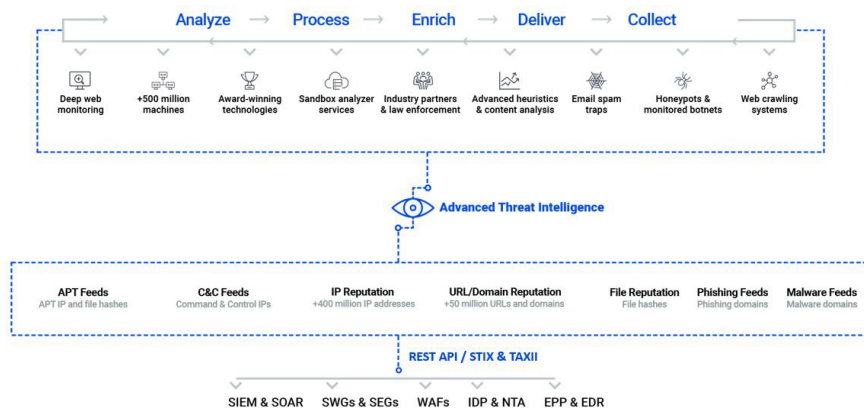 Analyze Process Enrich Deliver Collect
Deep web
monitoring
+500 million
machines
Award-winning
technologies
Sandbox analyzer
services
Industry partners
& law enforcement
Advanced heuristics
& content analysis
Email spam
traps
Honeypots &
monitored botnets
Web crawling
systems
Advanced Threat Intelligence
APT Feeds
APT IP and file hashes
C&C Feeds
Command & Control IPs
IP Reputation
+400 million IP addresses
URL/Domain Reputation
+50 million URLs and domains
File Reputation
File hashes
Phishing Feeds
Phishing domains
Malware Feeds
Malware domains
REST API / STIX & TAXII
SIEM & SOAR SWGs & SEGs WAFs IDP & NTA EPP & EDR